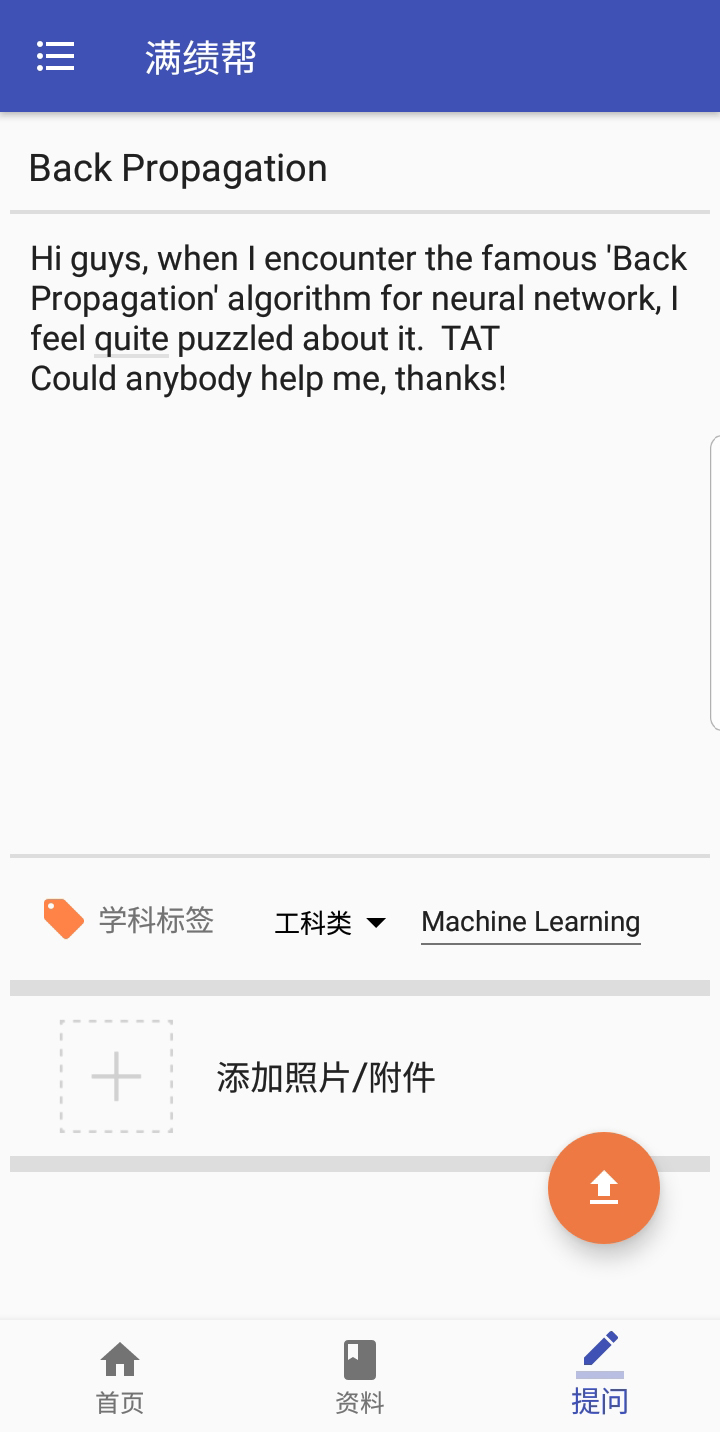 满绩帮
Back Propagation
Hi guys, when I encounter the famous 'Back
Propagation' algorithm for neural network, I
feel quite puzzled about it.  TAT
Could anybody help me, thanks!
学科标签 工科类 Machine Learning
添加照片/附件
首页 资料 提问